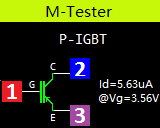 M-Tester
P-IGBT
C
2
1
G
Id=5.63uA
@Vg=3.56V
E
3